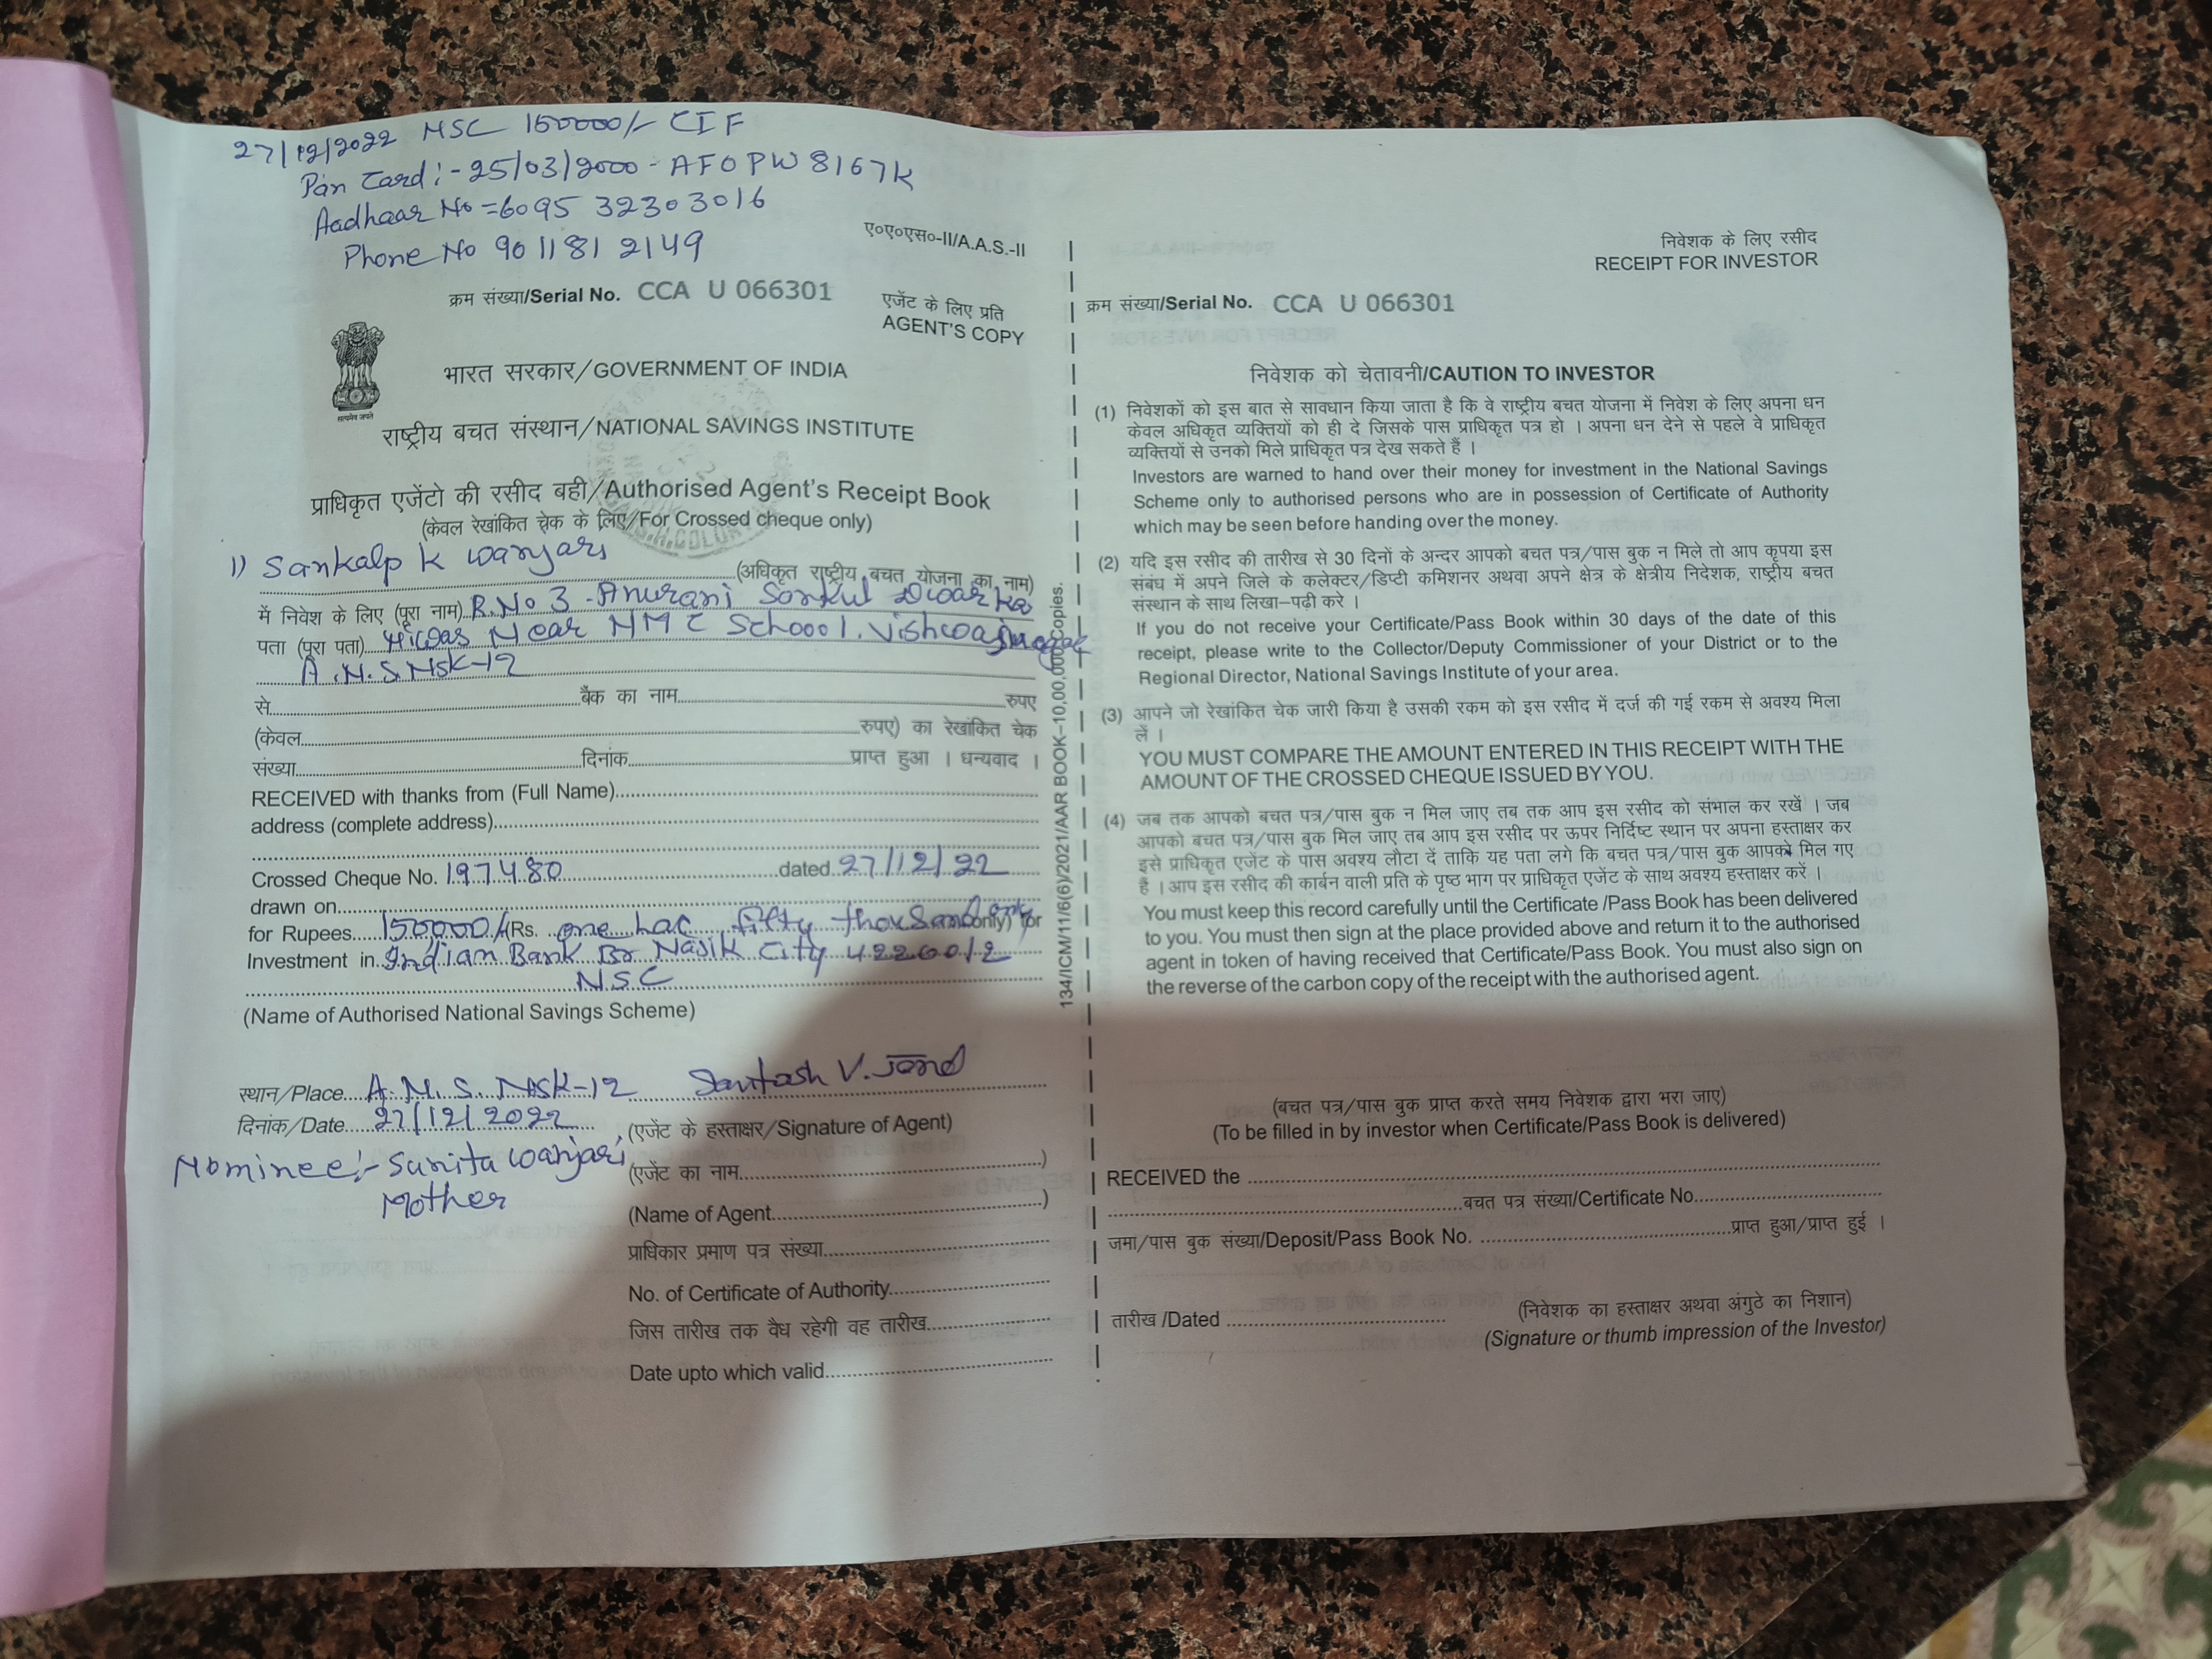 27/12/2022 NSC 150000/- CIF
Pan Card :- 25/03/2000 - AFOPW8167K
Aadhaar No = 6095 32303016
Phone No 9011812149
ए०ए०एस०-II/A.A.S.-II
क्रम संख्या/Serial No. CCA U 066301
एजेंट के लिए प्रति
AGENT'S COPY
सत्यमेव जयते
भारत सरकार/GOVERNMENT OF INDIA
राष्ट्रीय बचत संस्थान/NATIONAL SAVINGS INSTITUTE
प्राधिकृत एजेंटो की रसीद बही/Authorised Agent's Receipt Book
(केवल रेखांकित चेक के लिए/For Crossed cheque only)
1) Sankalp K Wanjari
(अधिकृत राष्ट्रीय बचत योजना का नाम)
में निवेश के लिए (पूरा नाम) R.No 3 - Anurani Sankul Dwarka
पता (पूरा पता) Near NMC School. Vishwas
A.N.S. NSK-12
से बैंक का नाम रुपए
(केवल रुपए) का रेखांकित चेक
संख्या दिनांक प्राप्त हुआ । धन्यवाद ।
RECEIVED with thanks from (Full Name)
address (complete address)
Crossed Cheque No. 197480 dated 27/12/22
drawn on
for Rupees 150000/- (Rs. one Lac fifty thousand only only) for
Investment in Indian Bank Br Nasik City 4226012
N.S.C
(Name of Authorised National Savings Scheme)
स्थान/Place A.N.S. NSK-12 Santosh V.
दिनांक/Date 27/12/2022 (एजेंट के हस्ताक्षर/Signature of Agent)
Nominee:- Sunita Wanjari (एजेंट का नाम )
Mother
(Name of Agent )
प्राधिकार प्रमाण पत्र संख्या
No. of Certificate of Authority
जिस तारीख तक वैध रहेगी वह तारीख
Date upto which valid
134/ICM/11/6(6)/2021/AAR BOOK–10,00,000 Copies.
निवेशक के लिए रसीद
RECEIPT FOR INVESTOR
क्रम संख्या/Serial No. CCA U 066301
निवेशक को चेतावनी/CAUTION TO INVESTOR
(1) निवेशकों को इस बात से सावधान किया जाता है कि वे राष्ट्रीय बचत योजना में निवेश के लिए अपना धन
केवल अधिकृत व्यक्तियों को ही दे जिसके पास प्राधिकृत पत्र हो । अपना धन देने से पहले वे प्राधिकृत
व्यक्तियों से उनको मिले प्राधिकृत पत्र देख सकते हैं ।
Investors are warned to hand over their money for investment in the National Savings
Scheme only to authorised persons who are in possession of Certificate of Authority
which may be seen before handing over the money.
(2) यदि इस रसीद की तारीख से 30 दिनों के अन्दर आपको बचत पत्र/पास बुक न मिले तो आप कृपया इस
संबंध में अपने जिले के कलेक्टर/डिप्टी कमिशनर अथवा अपने क्षेत्र के क्षेत्रीय निदेशक, राष्ट्रीय बचत
संस्थान के साथ लिखा–पढ़ी करे ।
If you do not receive your Certificate/Pass Book within 30 days of the date of this
receipt, please write to the Collector/Deputy Commissioner of your District or to the
Regional Director, National Savings Institute of your area.
(3) आपने जो रेखांकित चेक जारी किया है उसकी रकम को इस रसीद में दर्ज की गई रकम से अवश्य मिला
लें ।
YOU MUST COMPARE THE AMOUNT ENTERED IN THIS RECEIPT WITH THE
AMOUNT OF THE CROSSED CHEQUE ISSUED BY YOU.
(4) जब तक आपको बचत पत्र/पास बुक न मिल जाए तब तक आप इस रसीद को संभाल कर रखें । जब
आपको बचत पत्र/पास बुक मिल जाए तब आप इस रसीद पर ऊपर निर्दिष्ट स्थान पर अपना हस्ताक्षर कर
इसे प्राधिकृत एजेंट के पास अवश्य लौटा दें ताकि यह पता लगे कि बचत पत्र/पास बुक आपको मिल गए
हैं । आप इस रसीद की कार्बन वाली प्रति के पृष्ठ भाग पर प्राधिकृत एजेंट के साथ अवश्य हस्ताक्षर करें ।
You must keep this record carefully until the Certificate /Pass Book has been delivered
to you. You must then sign at the place provided above and return it to the authorised
agent in token of having received that Certificate/Pass Book. You must also sign on
the reverse of the carbon copy of the receipt with the authorised agent.
(बचत पत्र/पास बुक प्राप्त करते समय निवेशक द्वारा भरा जाए)
(To be filled in by investor when Certificate/Pass Book is delivered)
RECEIVED the
बचत पत्र संख्या/Certificate No.
जमा/पास बुक संख्या/Deposit/Pass Book No. प्राप्त हुआ/प्राप्त हुई ।
तारीख /Dated (निवेशक का हस्ताक्षर अथवा अंगुठे का निशान)
(Signature or thumb impression of the Investor)